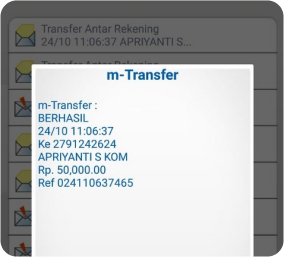 Transfer Antar Rekening
24/10 11:06:37 APRIYANTI S...
Transfer Antar Rekening
m-Transfer
m-Transfer :
BERHASIL
24/10 11:06:37
Ke 2791242624
APRIYANTI S KOM
Rp. 50,000.00
Ref 024110637465